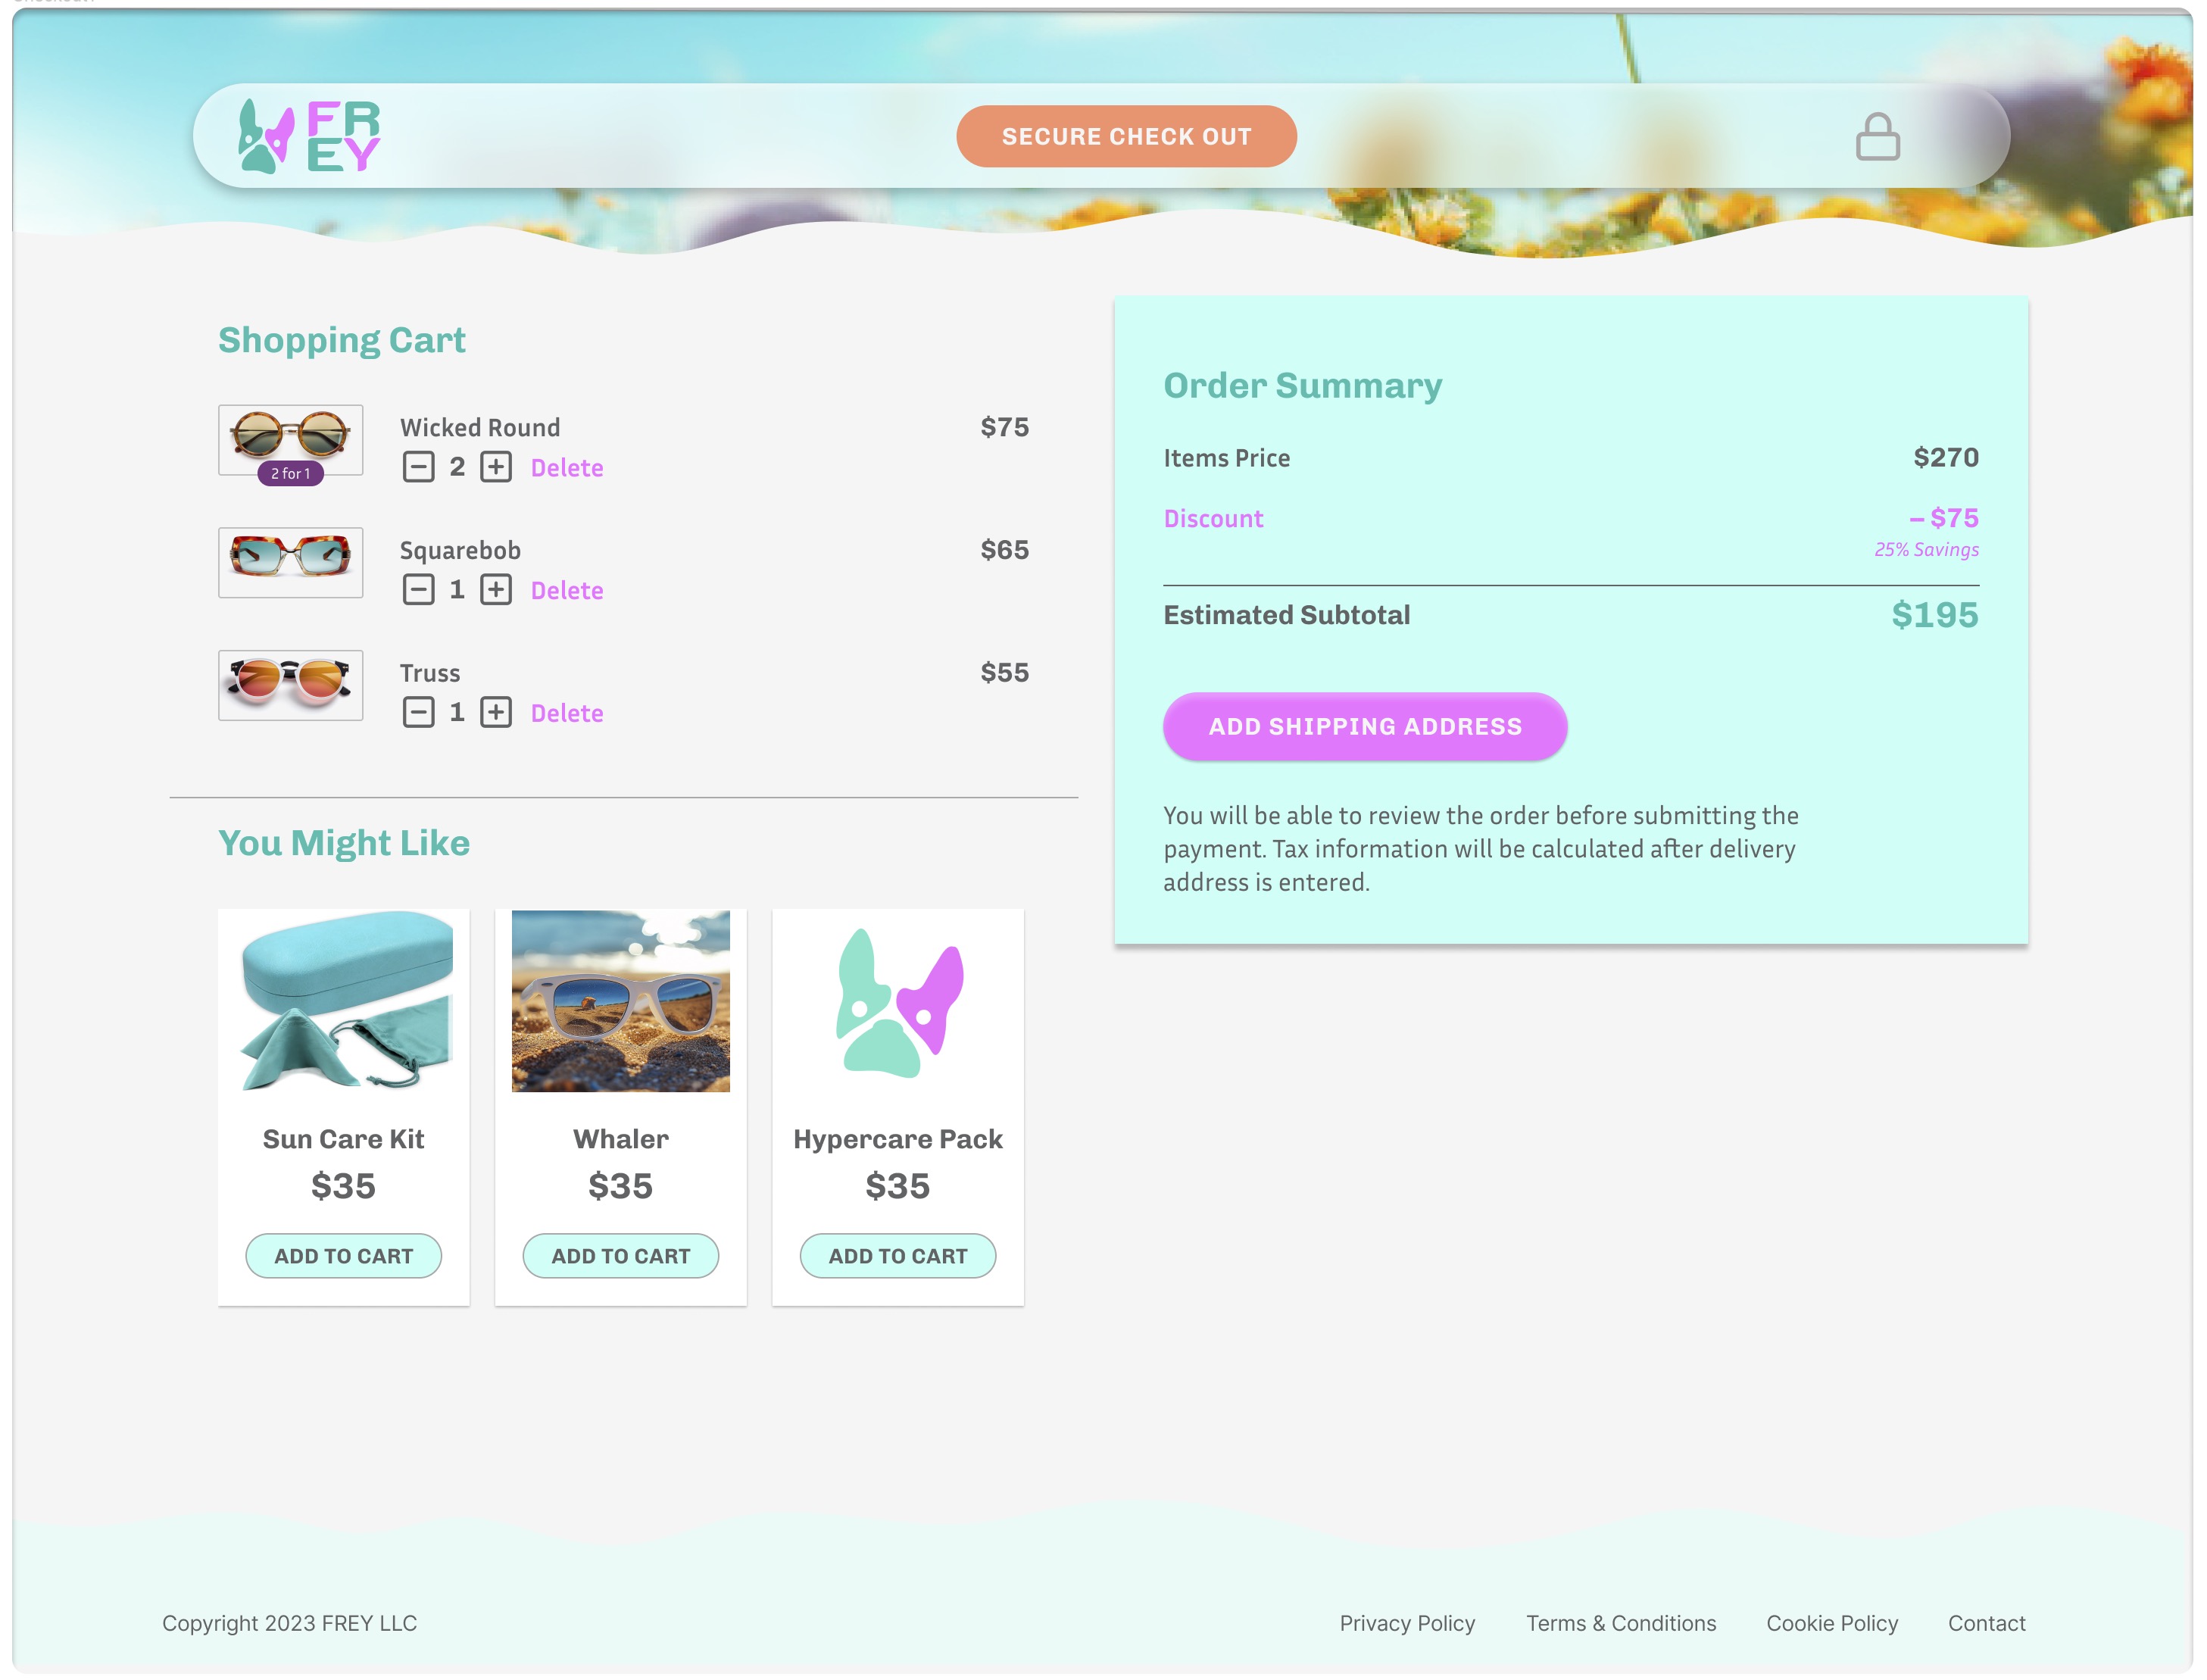 FR
EY
SECURE CHECK OUT
Shopping Cart
Wicked Round
$75
2 for 1
2
Delete
Squarebob
$65
1
Delete
Truss
$55
1
Delete
Order Summary
Items Price
$270
Discount
– $75
25% Savings
Estimated Subtotal
$195
ADD SHIPPING ADDRESS
You will be able to review the order before submitting the
payment. Tax information will be calculated after delivery
address is entered.
You Might Like
Sun Care Kit
$35
ADD TO CART
Whaler
$35
ADD TO CART
Hypercare Pack
$35
ADD TO CART
Copyright 2023 FREY LLC
Privacy Policy
Terms & Conditions
Cookie Policy
Contact